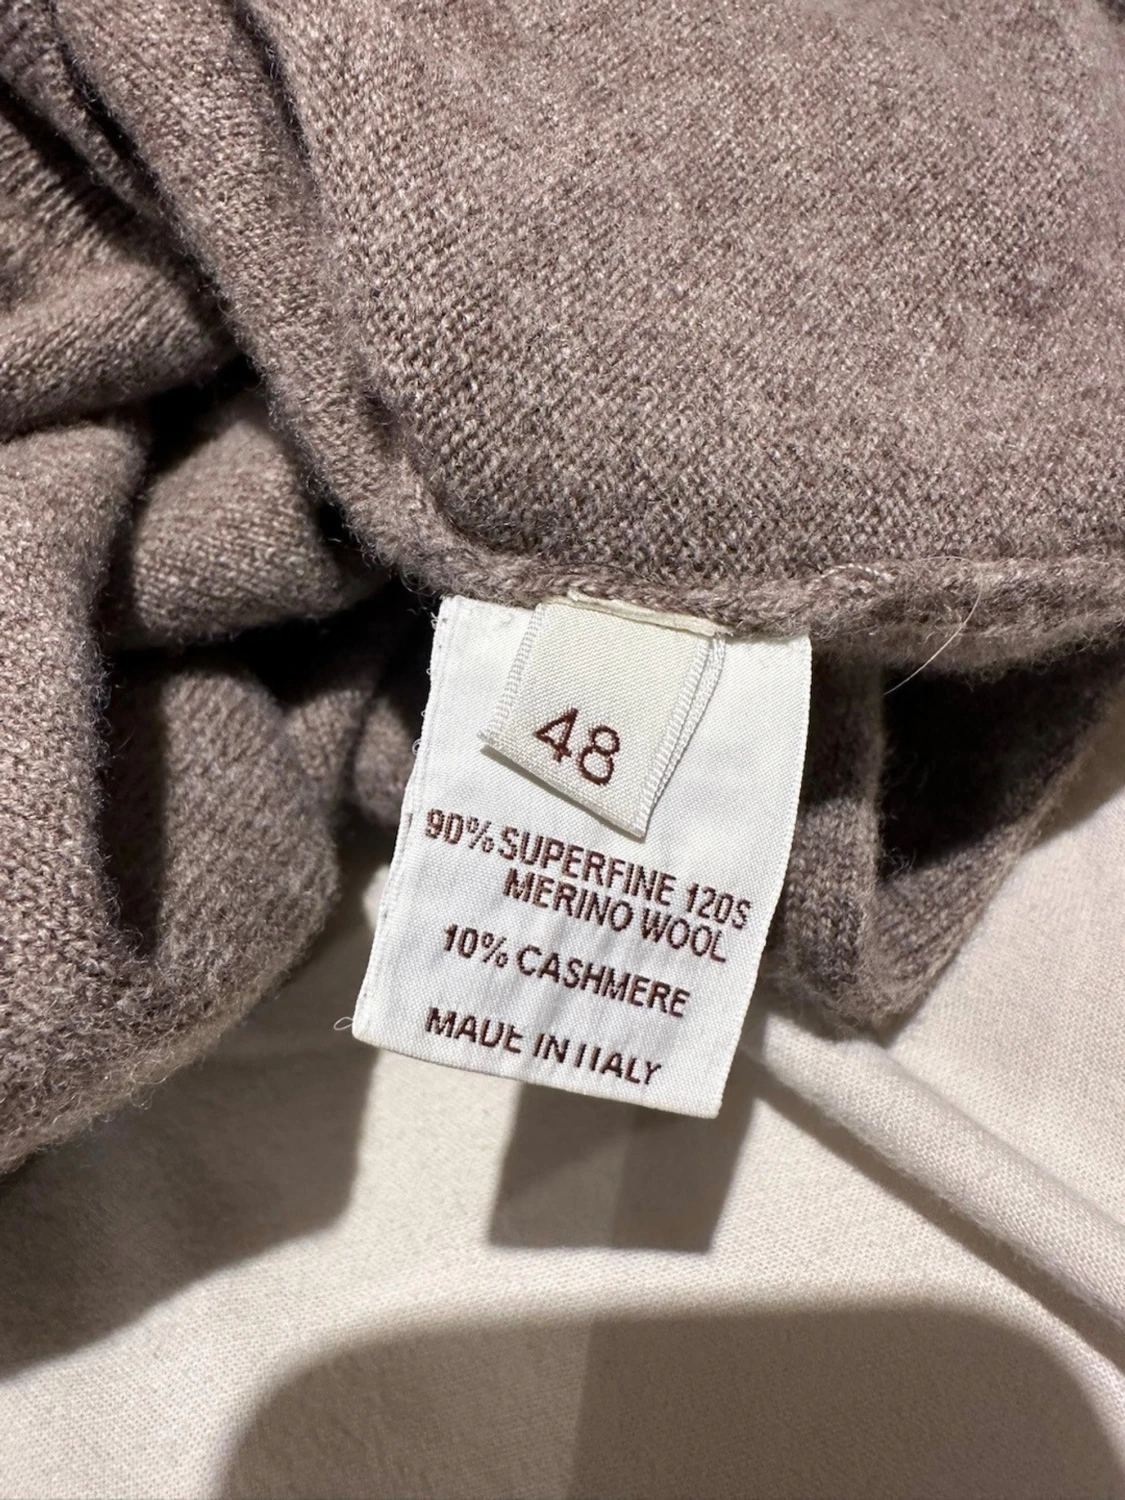 48
90% SUPERFINE 120S
MERINO WOOL
10% CASHMERE
MADE IN ITALY